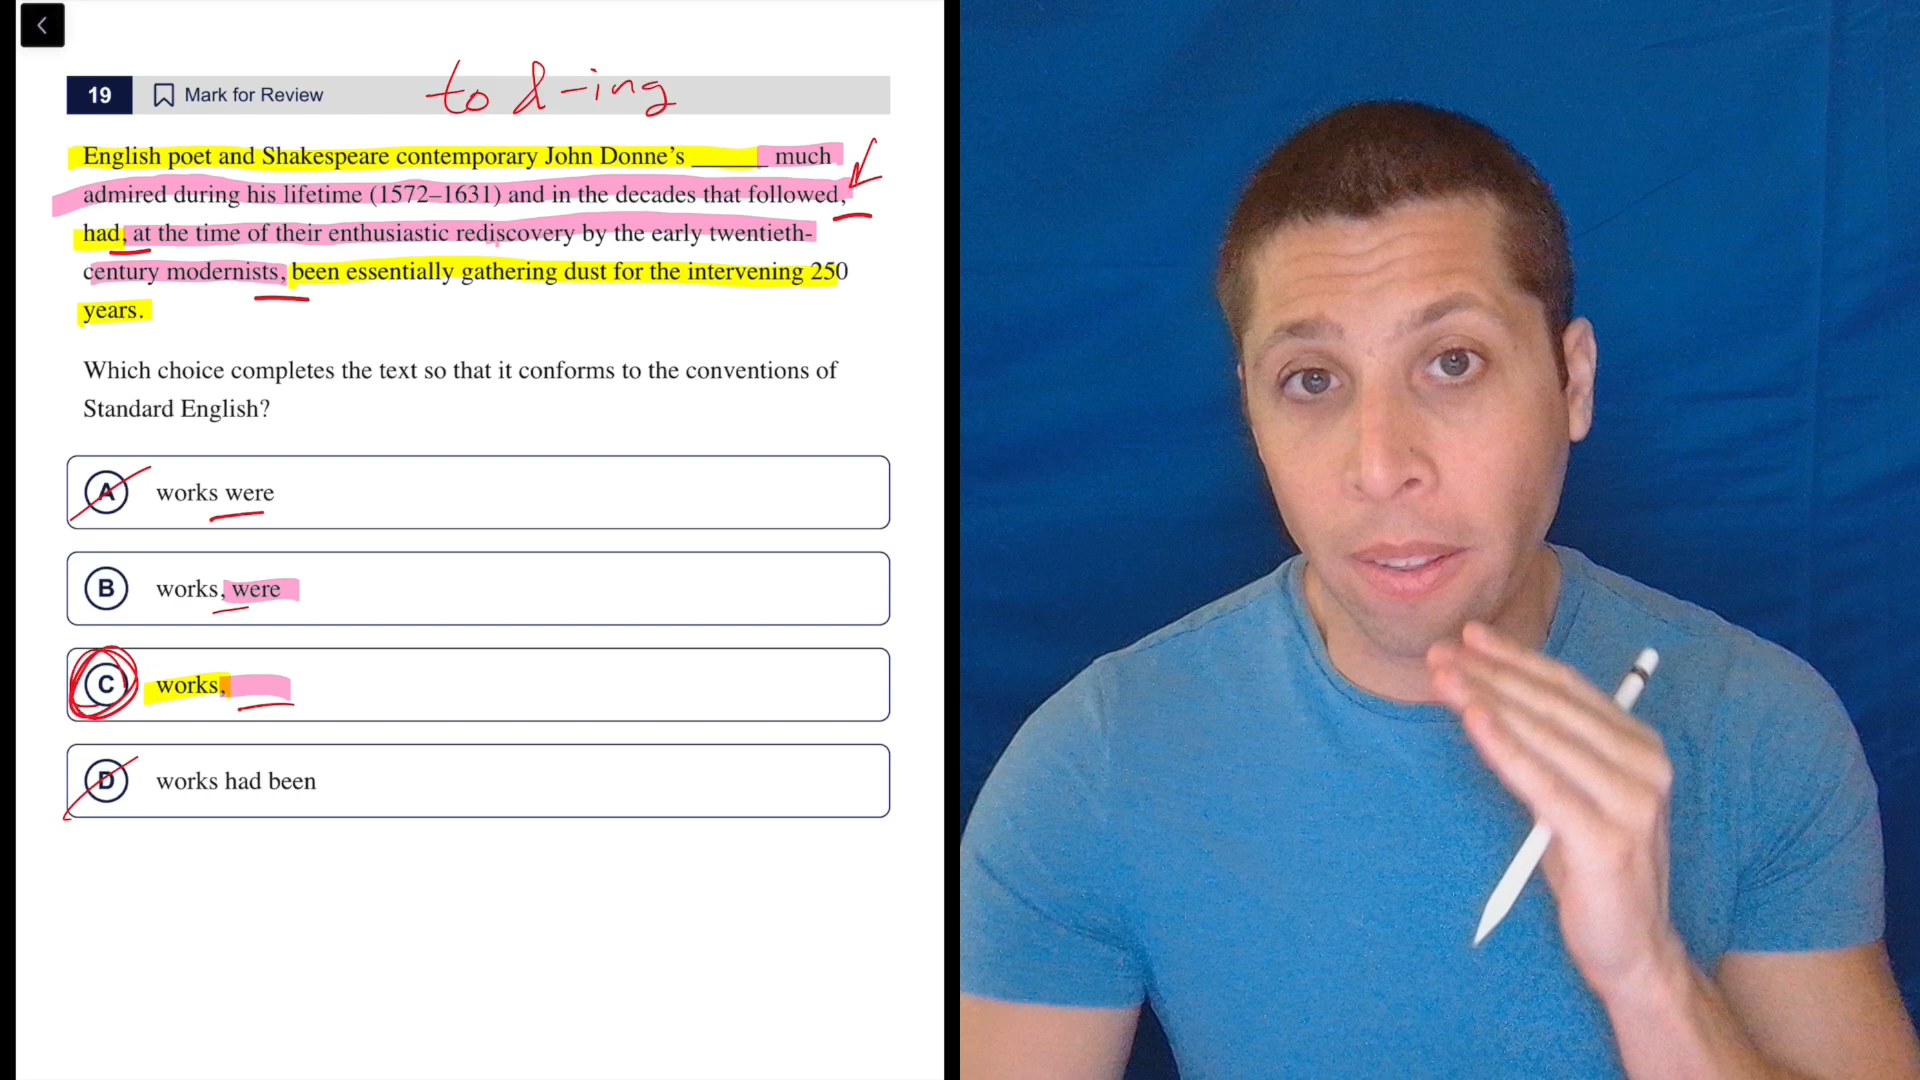 to & -ing
19 Mark for Review
English poet and Shakespeare contemporary John Donne's ______ much
admired during his lifetime (1572–1631) and in the decades that followed,
had, at the time of their enthusiastic rediscovery by the early twentieth-
century modernists, been essentially gathering dust for the intervening 250
years.
Which choice completes the text so that it conforms to the conventions of
Standard English?
A works were
B works, were
C works,
D works had been